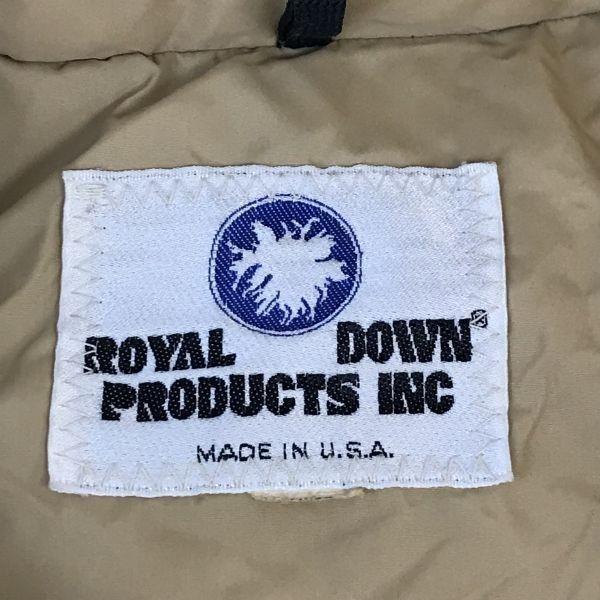 ROYAL DOWN®
PRODUCTS INC
MADE IN U.S.A.